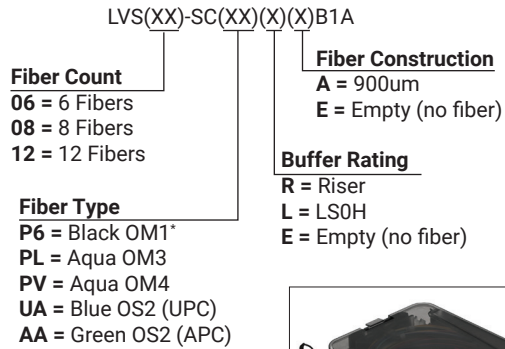 LVS(XX)-SC(XX)(X)(X)B1A
Fiber Construction
A = 900um
E = Empty (no fiber)
Fiber Count
06 = 6 Fibers
08 = 8 Fibers
12 = 12 Fibers
Buffer Rating
R = Riser
L = LS0H
E = Empty (no fiber)
Fiber Type
P6 = Black OM1*
PL = Aqua OM3
PV = Aqua OM4
UA = Blue OS2 (UPC)
AA = Green OS2 (APC)